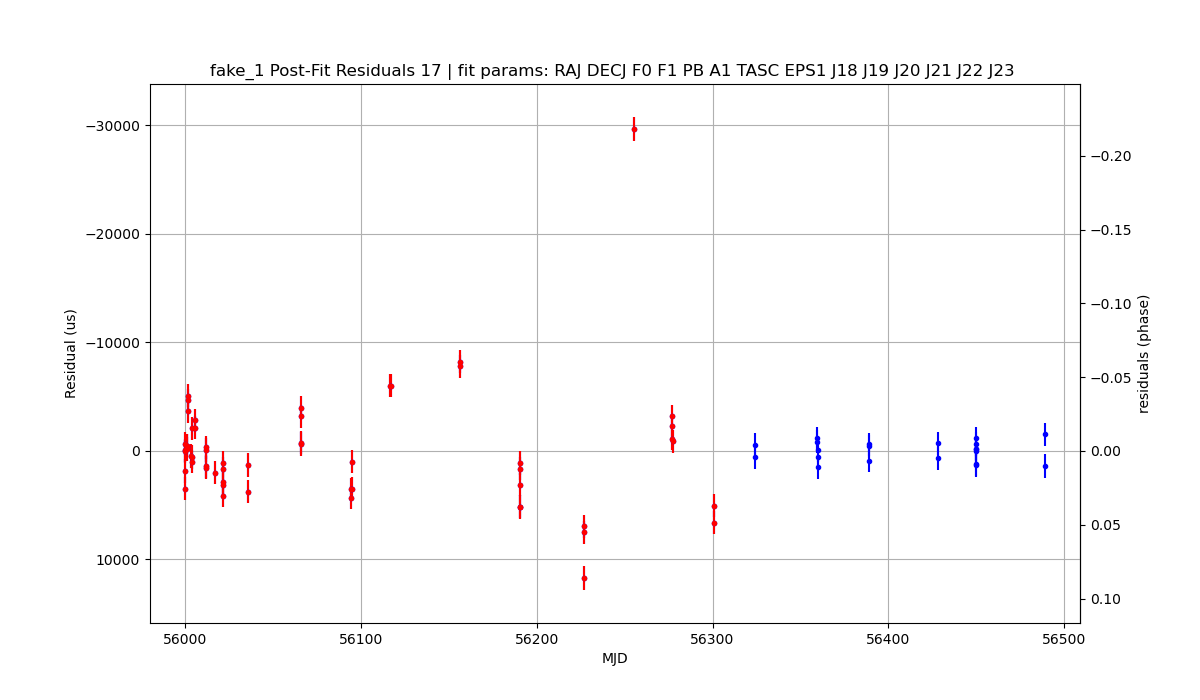 fake_1 Post-Fit Residuals 17 | fit params: RAJ DECJ F0 F1 PB A1 TASC EPS1 J18 J19 J20 J21 J22 J23
−30000
−20000
−10000
0
10000
Residual (us)
−0.20
−0.15
−0.10
−0.05
0.00
0.05
0.10
residuals (phase)
56000 56100 56200 56300 56400 56500
MJD